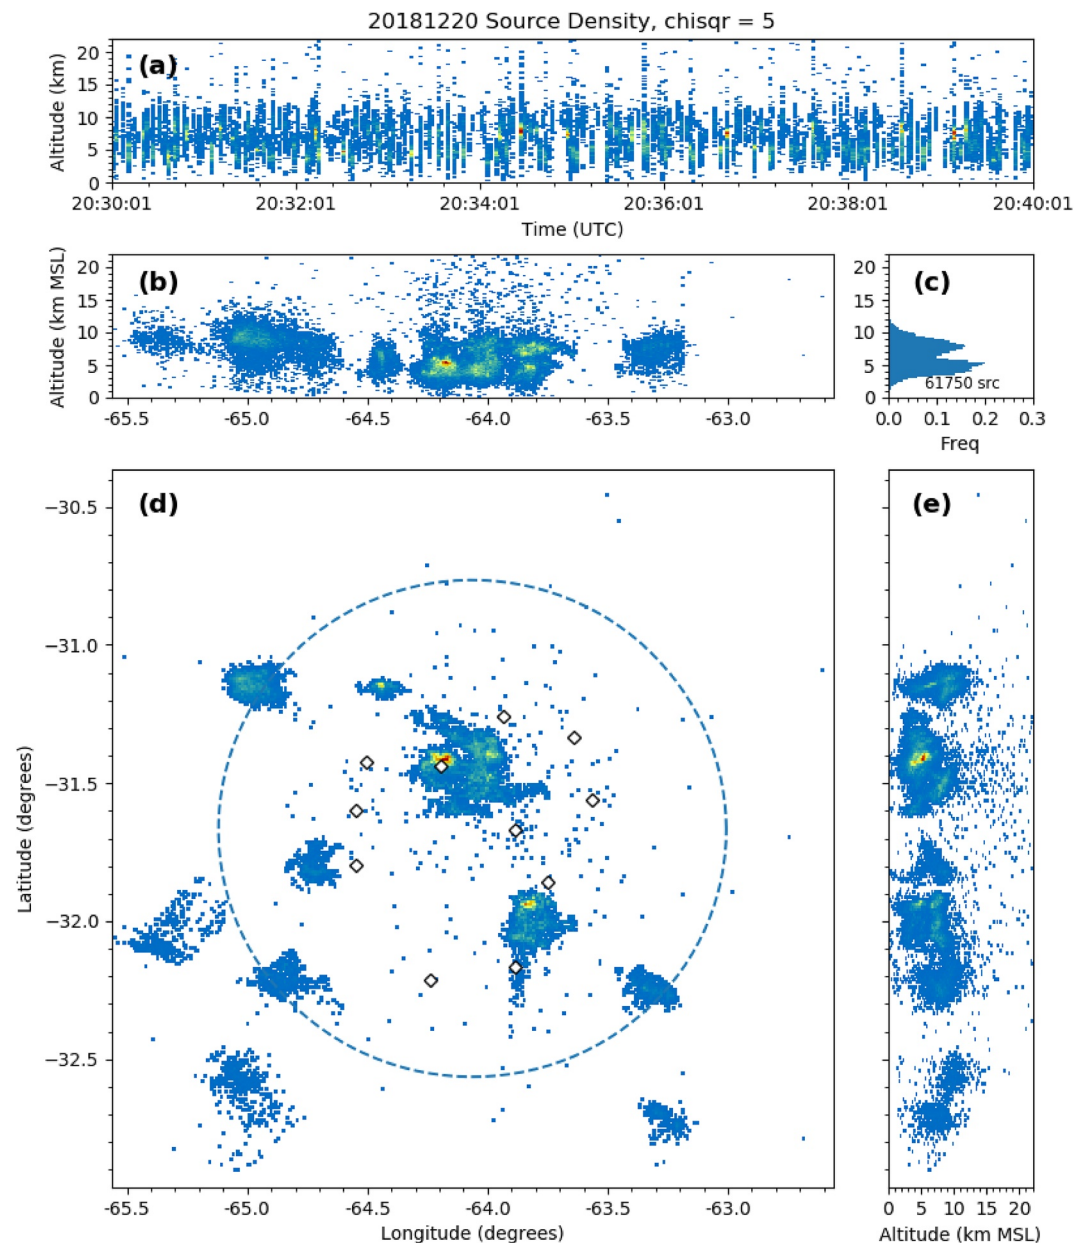 20181220 Source Density, chisqr = 5
(a)
Altitude (km)
20
15
10
5
0
20:30:01 20:32:01 20:34:01 20:36:01 20:38:01 20:40:01
Time (UTC)
(b)
Altitude (km MSL)
20
15
10
5
0
-65.5 -65.0 -64.5 -64.0 -63.5 -63.0
(c)
20
15
10
5
0
61750 src
0.0 0.1 0.2 0.3
Freq
(d)
Latitude (degrees)
−30.5
−31.0
−31.5
−32.0
−32.5
-65.5 -65.0 -64.5 -64.0 -63.5 -63.0
Longitude (degrees)
(e)
0 5 10 15 20
Altitude (km MSL)